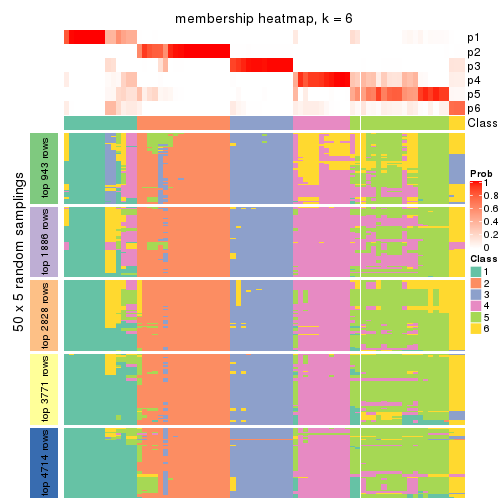 membership heatmap, k = 6
p1
p2
p3
p4
p5
p6
Class
50 x 5 random samplings
top 943 rows
top 1886 rows
top 2828 rows
top 3771 rows
top 4714 rows
Prob
1
0.8
0.6
0.4
0.2
0
Class
1
2
3
4
5
6